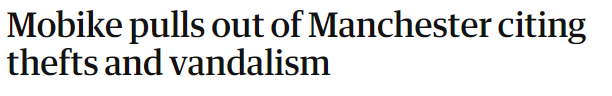 Mobike pulls out of Manchester citing
thefts and vandalism